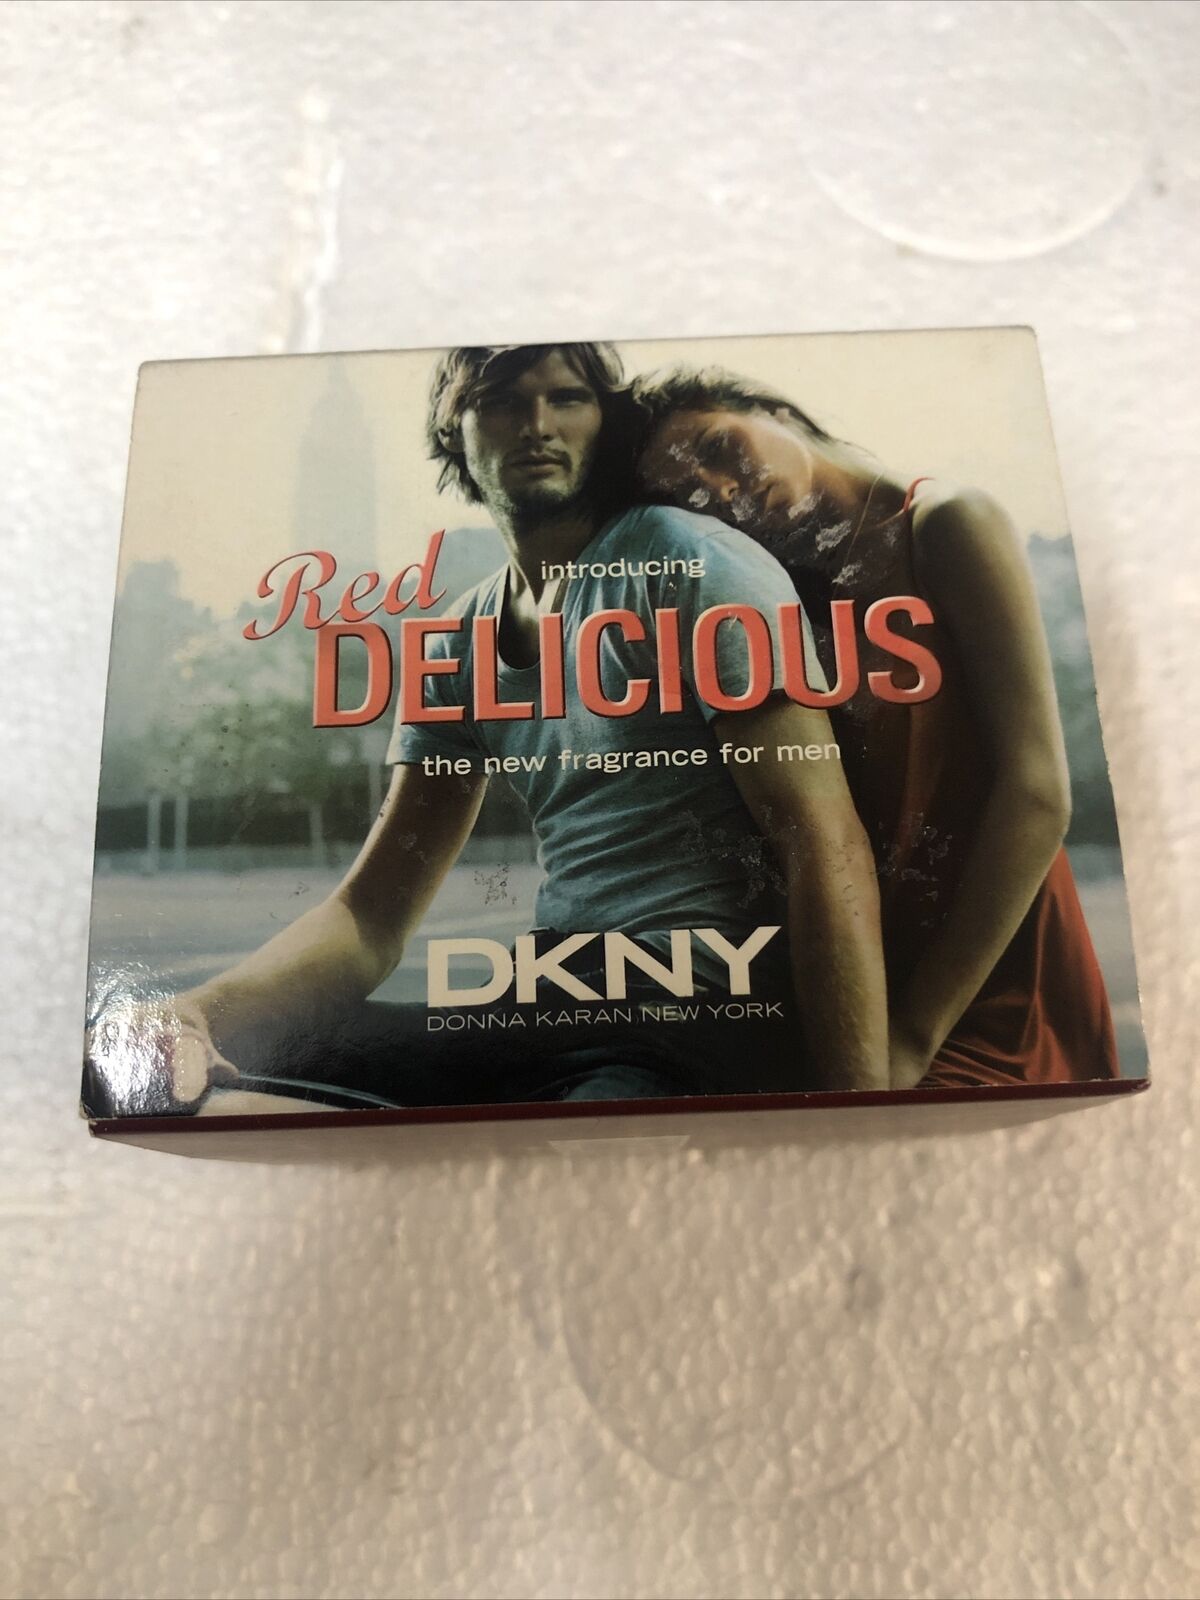 introducing
Red
DELICIOUS
the new fragrance for men
DKNY
DONNA KARAN NEW YORK